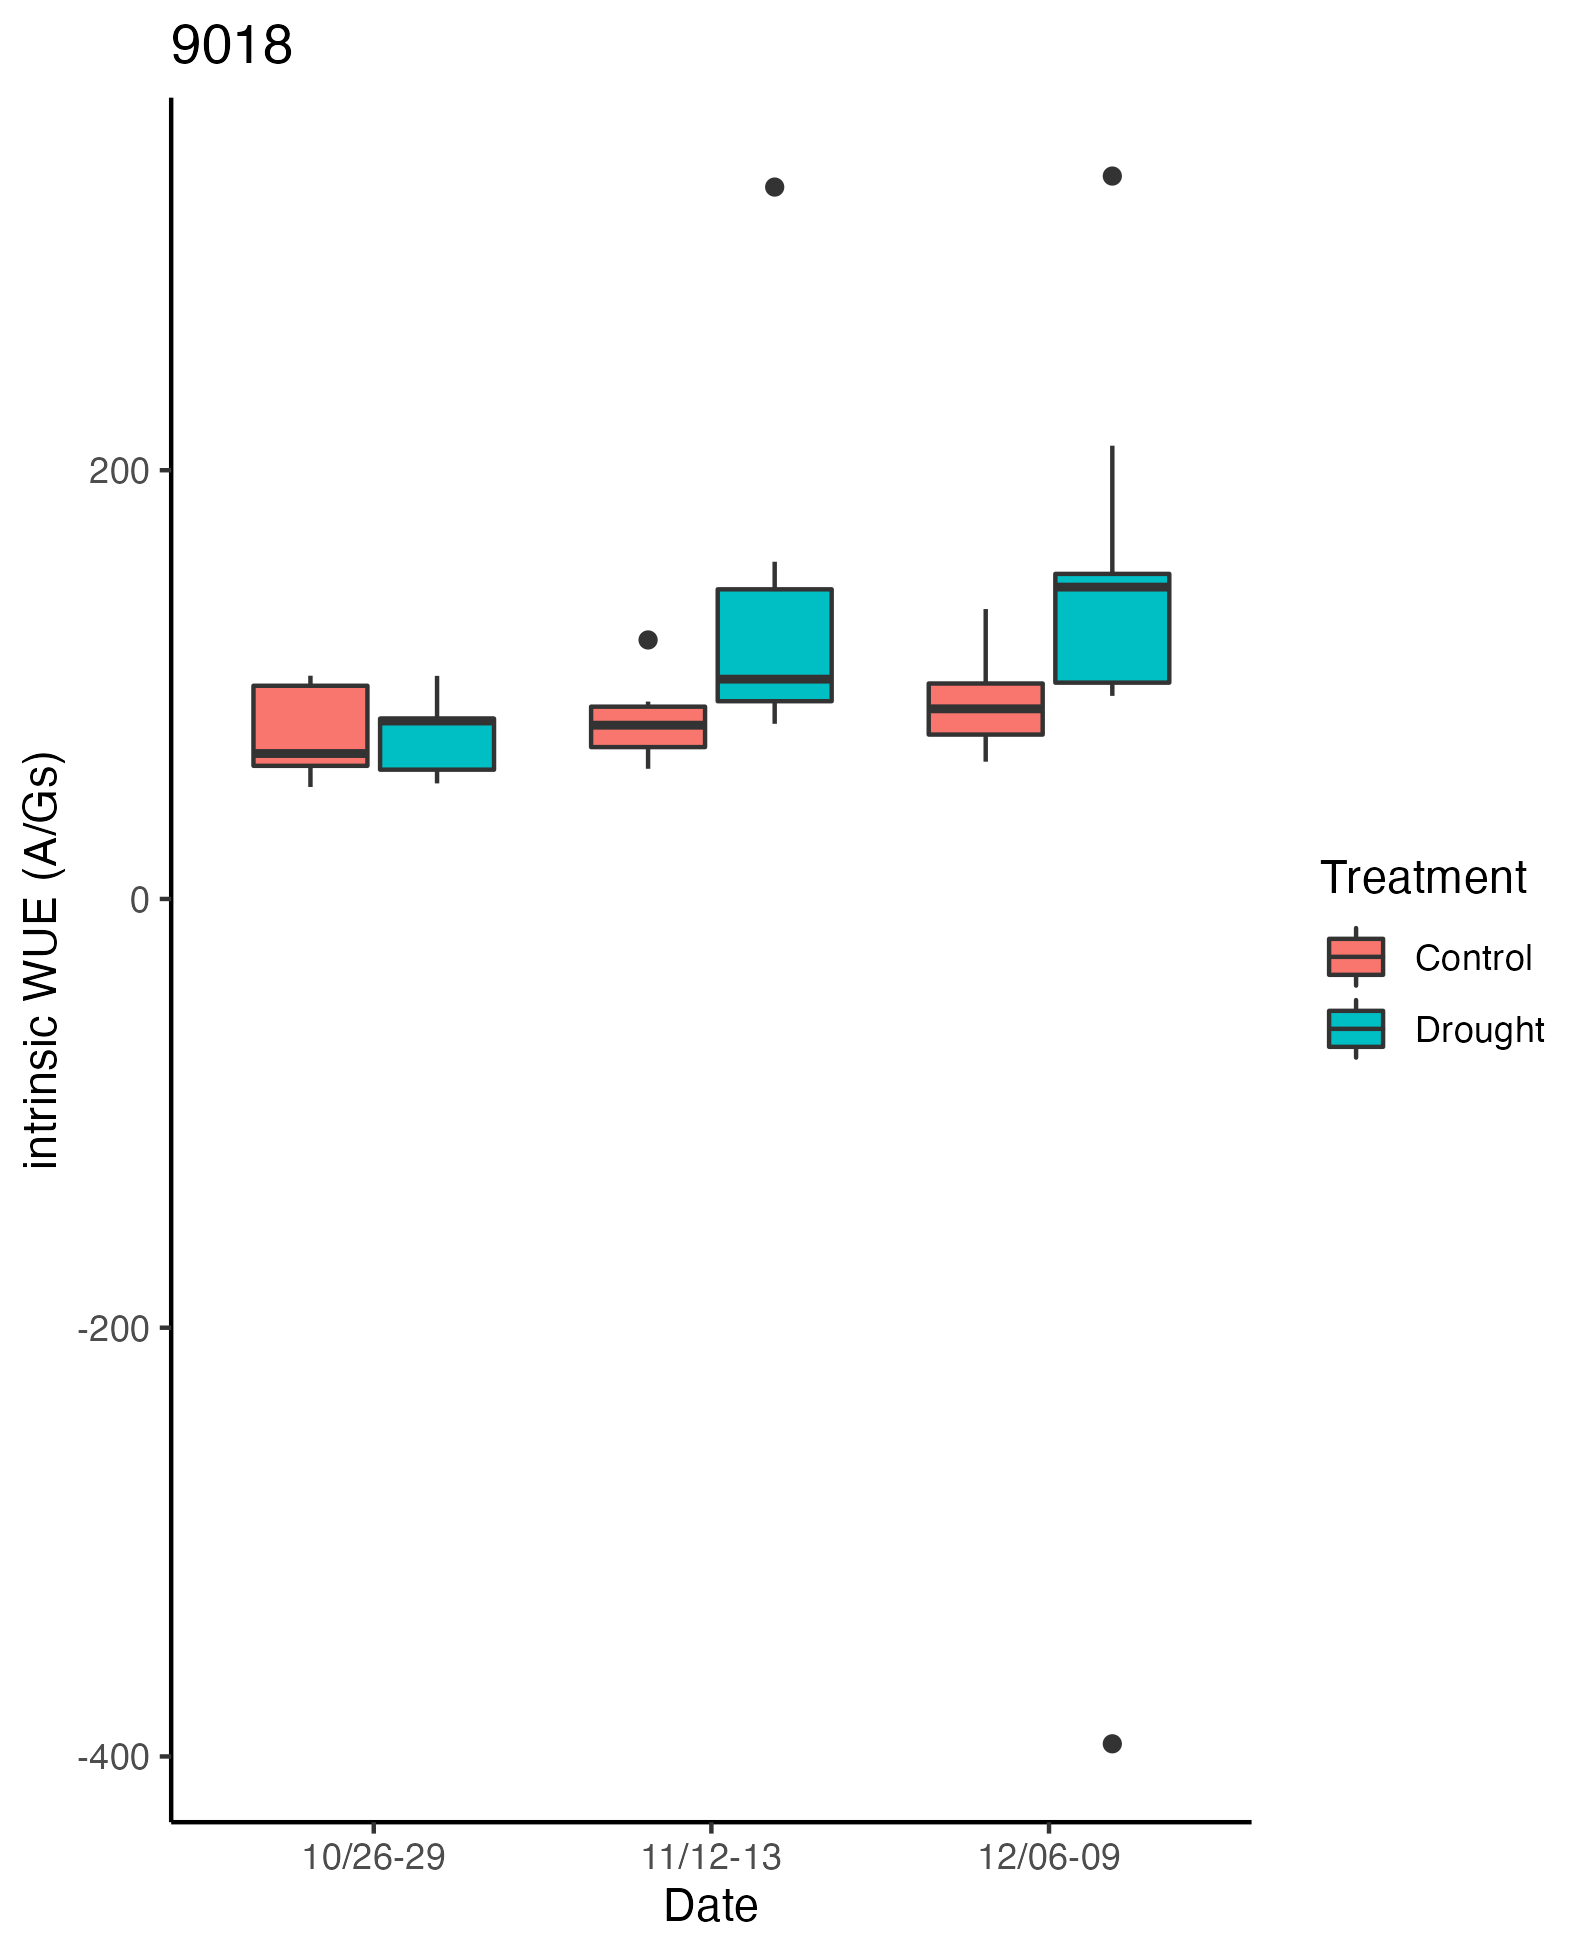 9018
intrinsic WUE (A/Gs)
200
0
-200
-400
10/26-29
11/12-13
12/06-09
Date
Treatment
Control
Drought